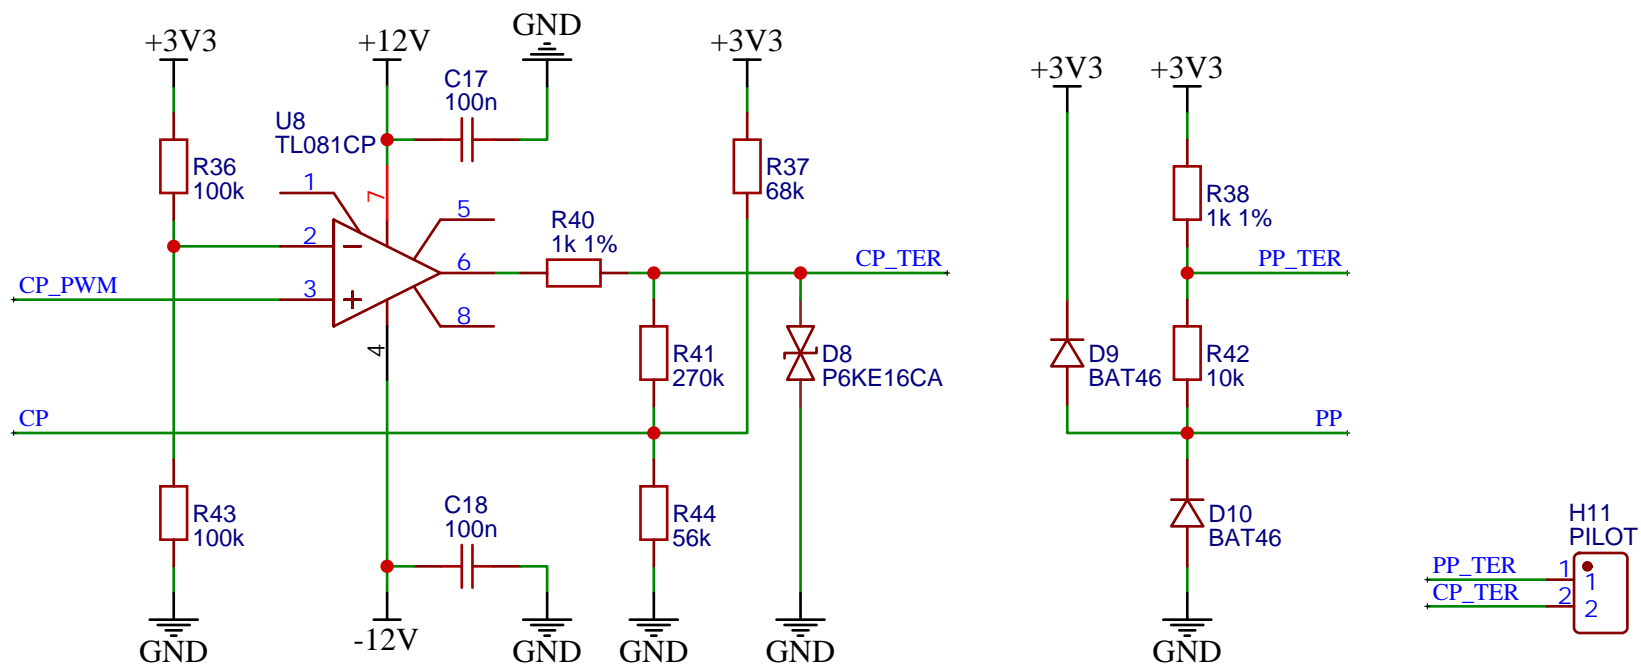 GND
+3V3
+12V
+3V3
+3V3
+3V3
C17
100n
U8
TL081CP
R36
100k
R37
68k
R38
1k 1%
1
7
5
2
6
R40
1k 1%
CP_TER
PP_TER
CP_PWM
3
8
4
R41
270k
D8
P6KE16CA
D9
BAT46
R42
10k
CP
PP
R43
100k
C18
100n
R44
56k
D10
BAT46
H11
PILOT
PP_TER
1
1
CP_TER
2
2
GND
-12V
GND
GND
GND
GND